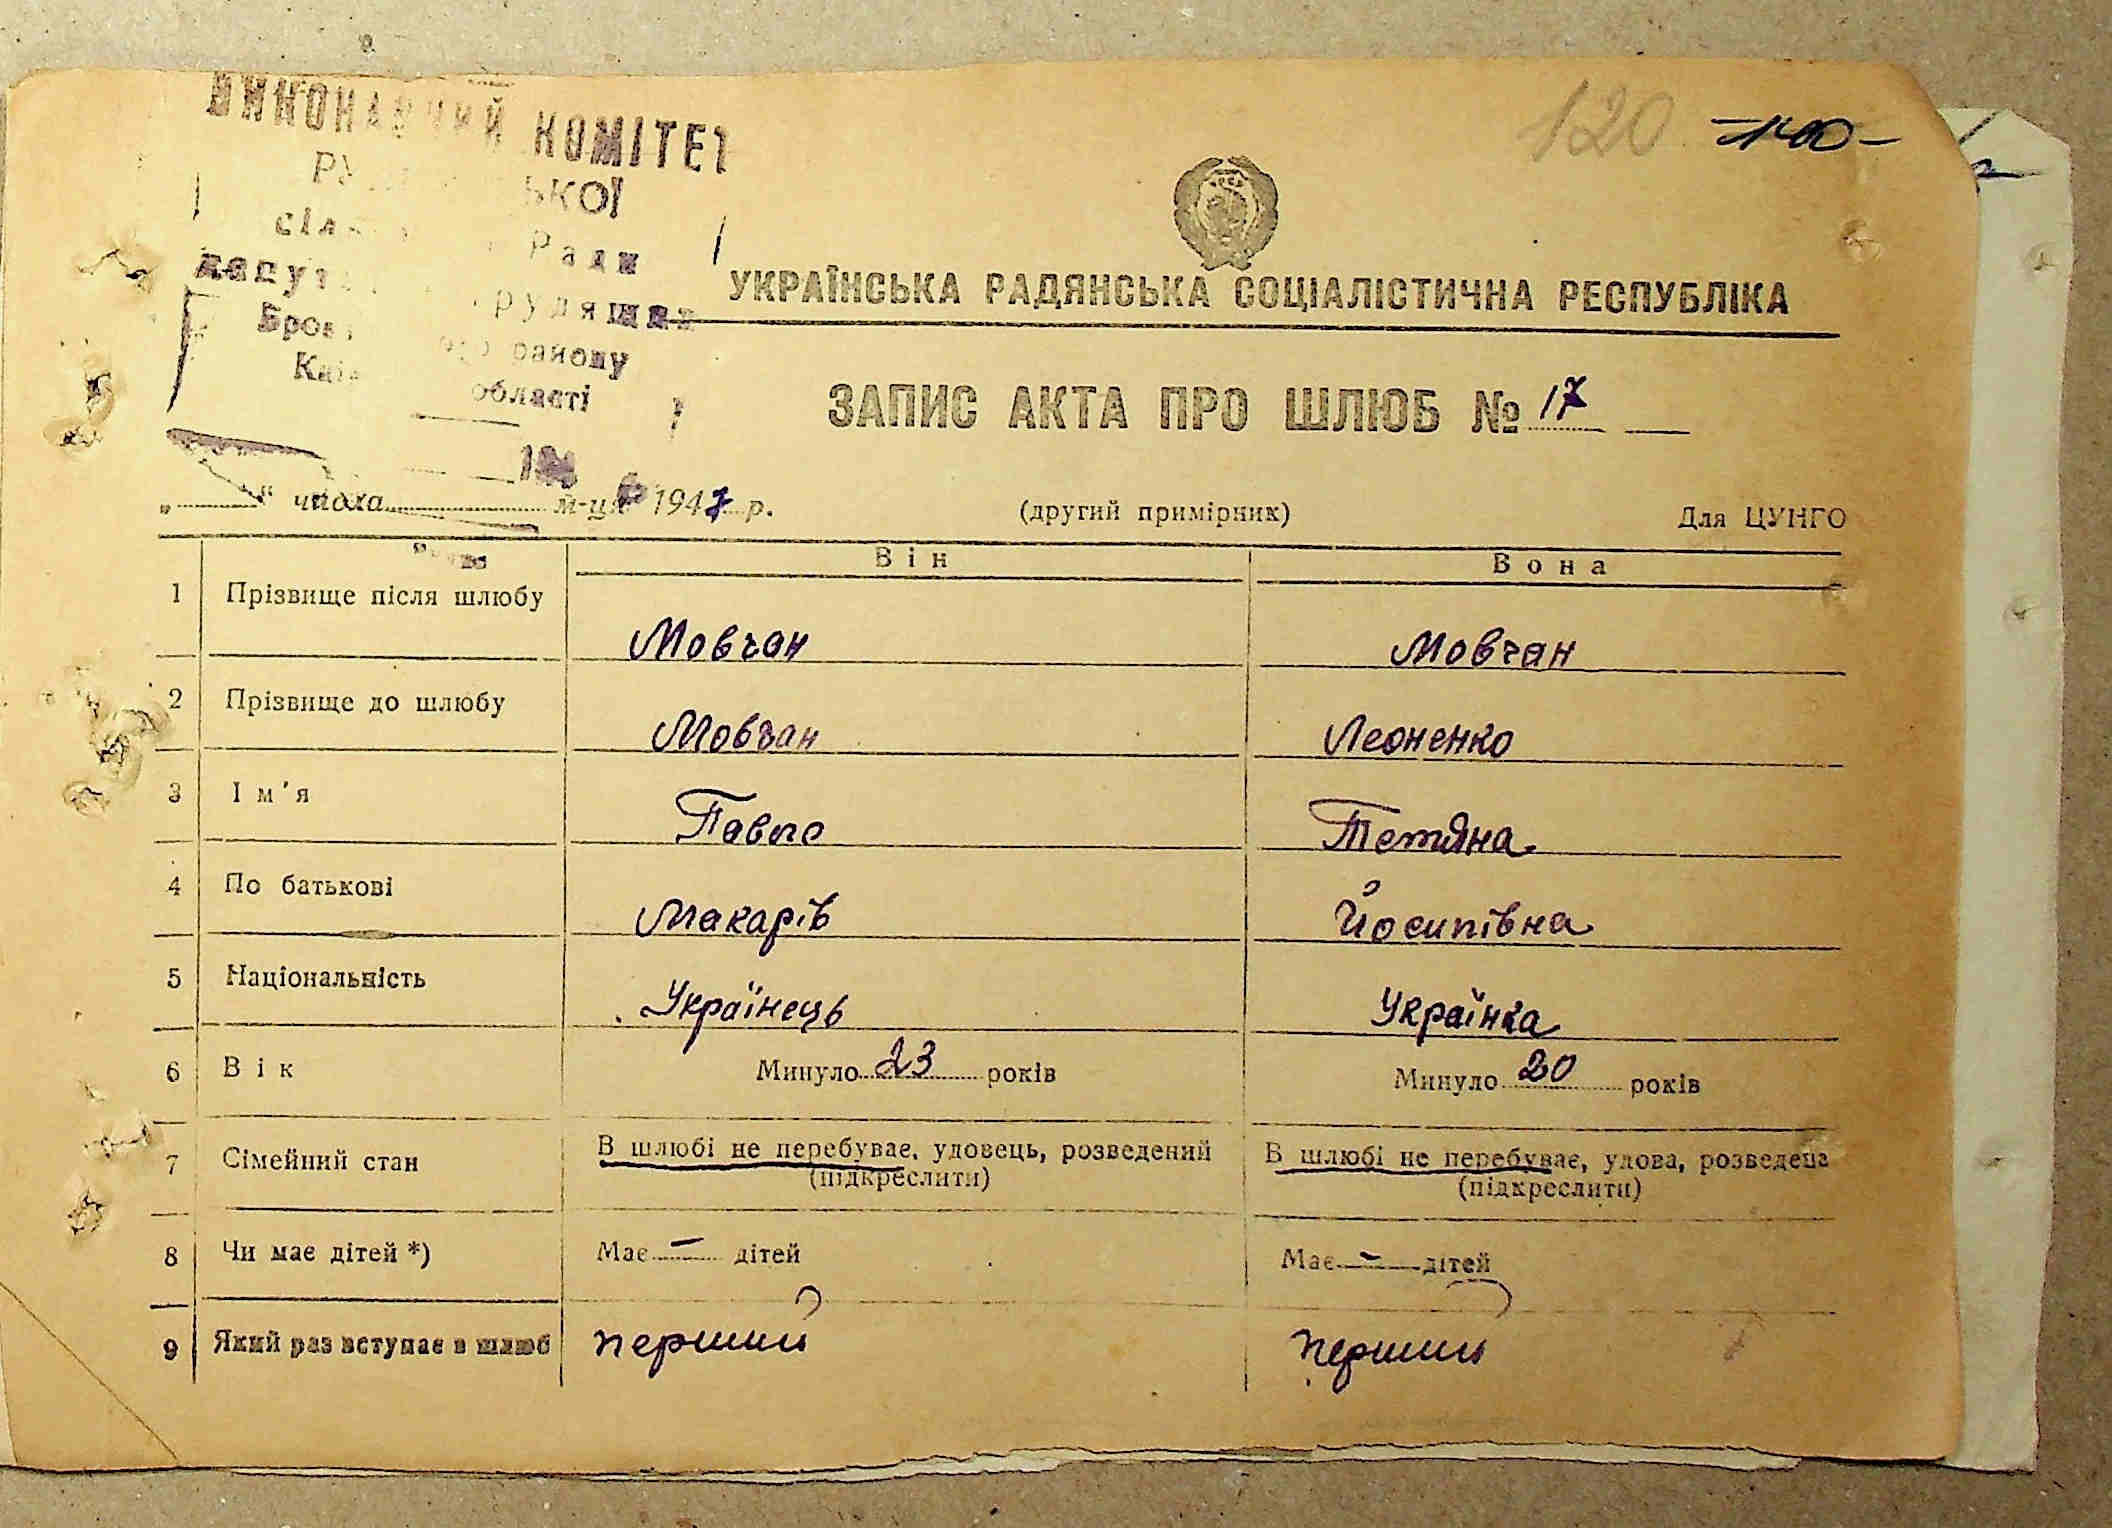 ВИКОНАВЧИЙ КОМІТЕТ
Ради
района
області
120
УКРАЇНСЬКА РАДЯНСЬКА СОЦІАЛІСТИЧНА РЕСПУБЛІКА
ЗАПИС АКТА ПРО ШЛЮБ № 17
„ “ числа м-ця 1947 р. (другий примірник) Для ЦУНГО
Він Вона
1 Прізвище після шлюбу Мовчан Мовчан
2 Прізвище до шлюбу Мовчан Леоненко
3 Ім'я Павло Тетяна
4 По батькові Макарів Йосипівна
5 Національність Українець Українка
6 Вік Минуло 23 років Минуло 20 років
7 Сімейний стан В шлюбі не перебуває, удовець, розведений В шлюбі не перебуває, удова, розведена
(підкреслити) (підкреслити)
8 Чи має дітей *) Має – дітей Має – дітей
9 Який раз вступає в шлюб перший перший